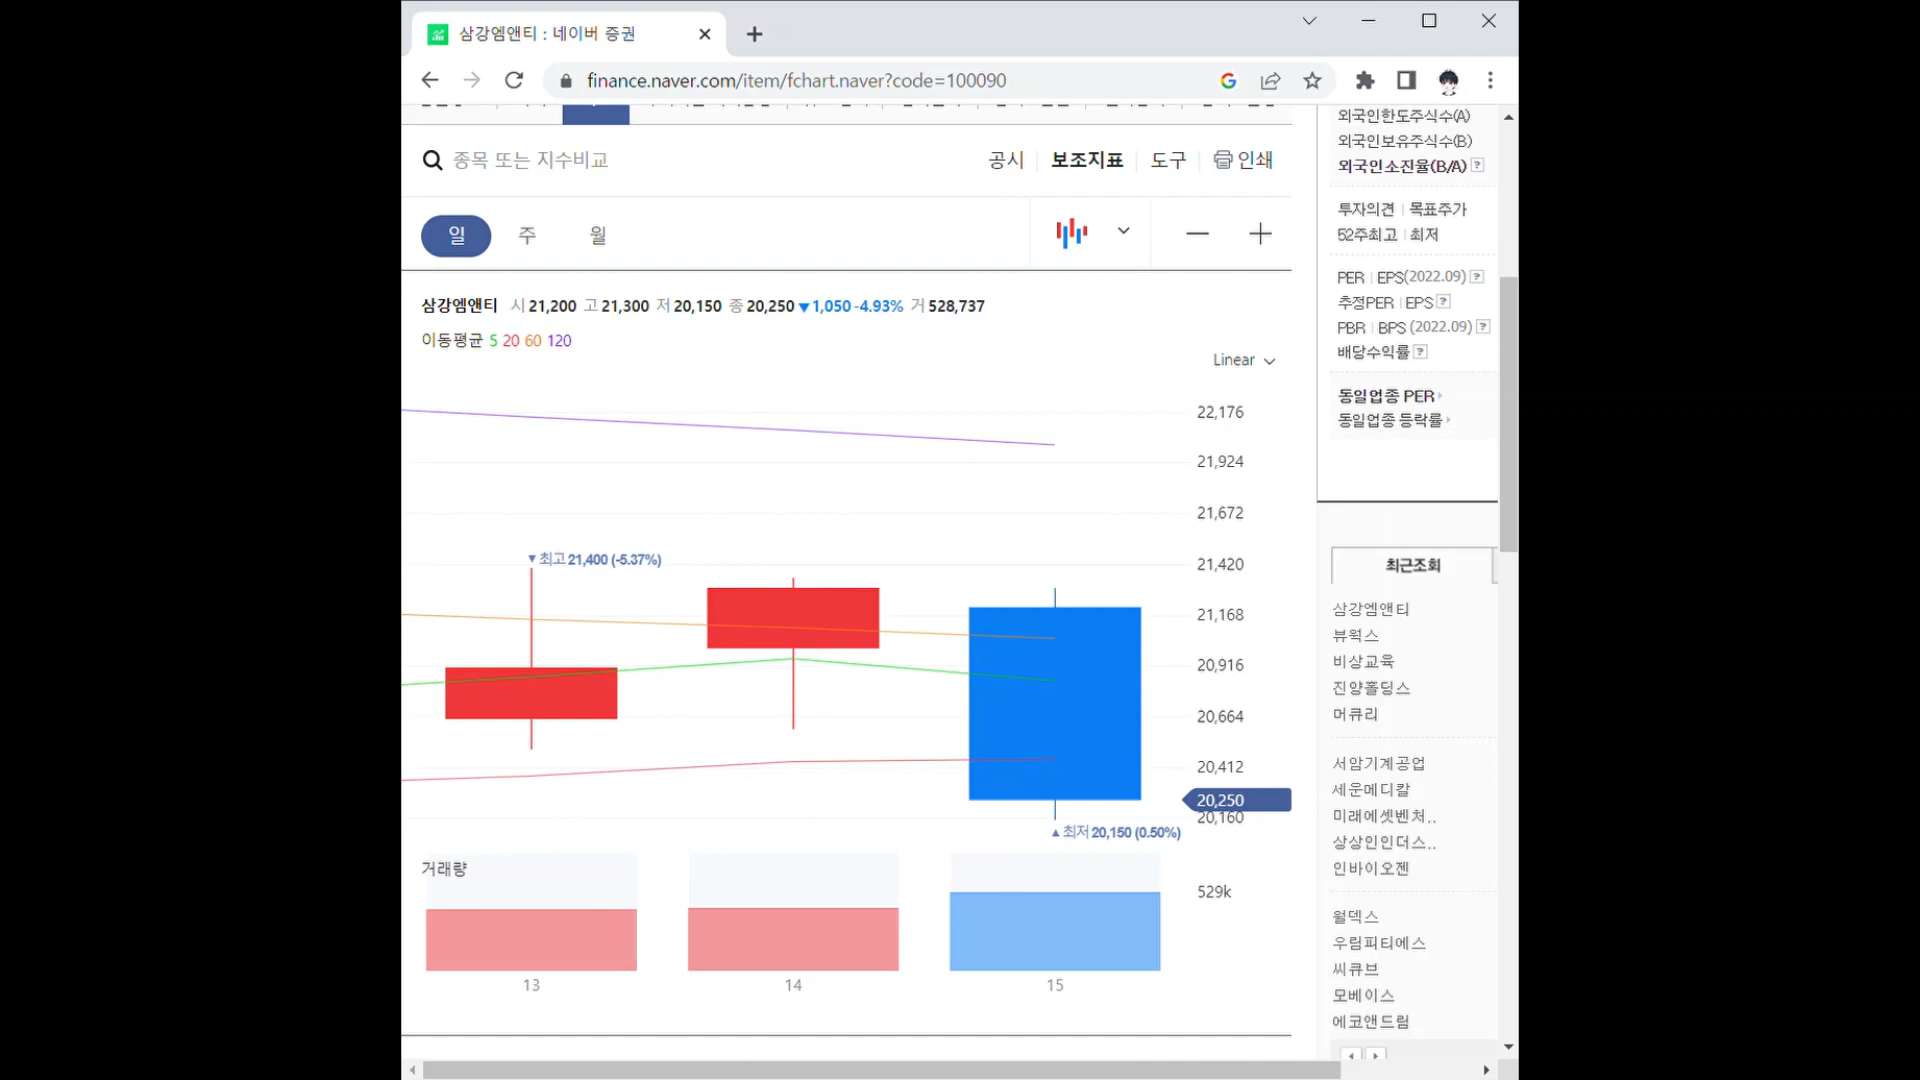 삼강엠앤티 : 네이버 증권
finance.naver.com/item/fchart.naver?code=100090
종목 또는 지수비교
공시 보조지표 도구 인쇄
일 주 월
삼강엠앤티 시 21,200 고 21,300 저 20,150 종 20,250 ▼1,050 -4.93% 거 528,737
이동평균 5 20 60 120
Linear
22,176
21,924
21,672
▼최고 21,400 (-5.37%)
21,420
21,168
20,916
20,664
20,412
20,250
20,160
▲최저 20,150 (0.50%)
거래량
529k
13 14 15
외국인한도주식수(A)
외국인보유주식수(B)
외국인소진율(B/A) ?
투자의견 | 목표주가
52주최고 | 최저
PER | EPS(2022.09) ?
추정PER | EPS ?
PBR | BPS (2022.09) ?
배당수익률 ?
동일업종 PER
동일업종 등락률
최근조회
삼강엠앤티
뷰웍스
비상교육
진양홀딩스
머큐리
서암기계공업
세운메디칼
미래에셋벤처..
상상인인더스..
인바이오젠
월덱스
우림피티에스
씨큐브
모베이스
에코앤드림